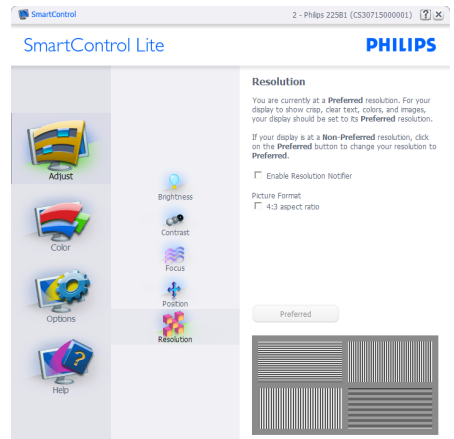 SmartControl
2 - Philips 225B1 (CS30715000001)
?
SmartControl Lite
PHILIPS
Adjust
Color
Options
Help
Brightness
Contrast
Focus
Position
Resolution
Resolution
You are currently at a Preferred resolution. For your
display to show crisp, clear text, colors, and images,
your display should be set to its Preferred resolution.
If your display is at a Non-Preferred resolution, click
on the Preferred button to change your resolution to
Preferred.
Enable Resolution Notifier
Picture Format
4:3 aspect ratio
Preferred